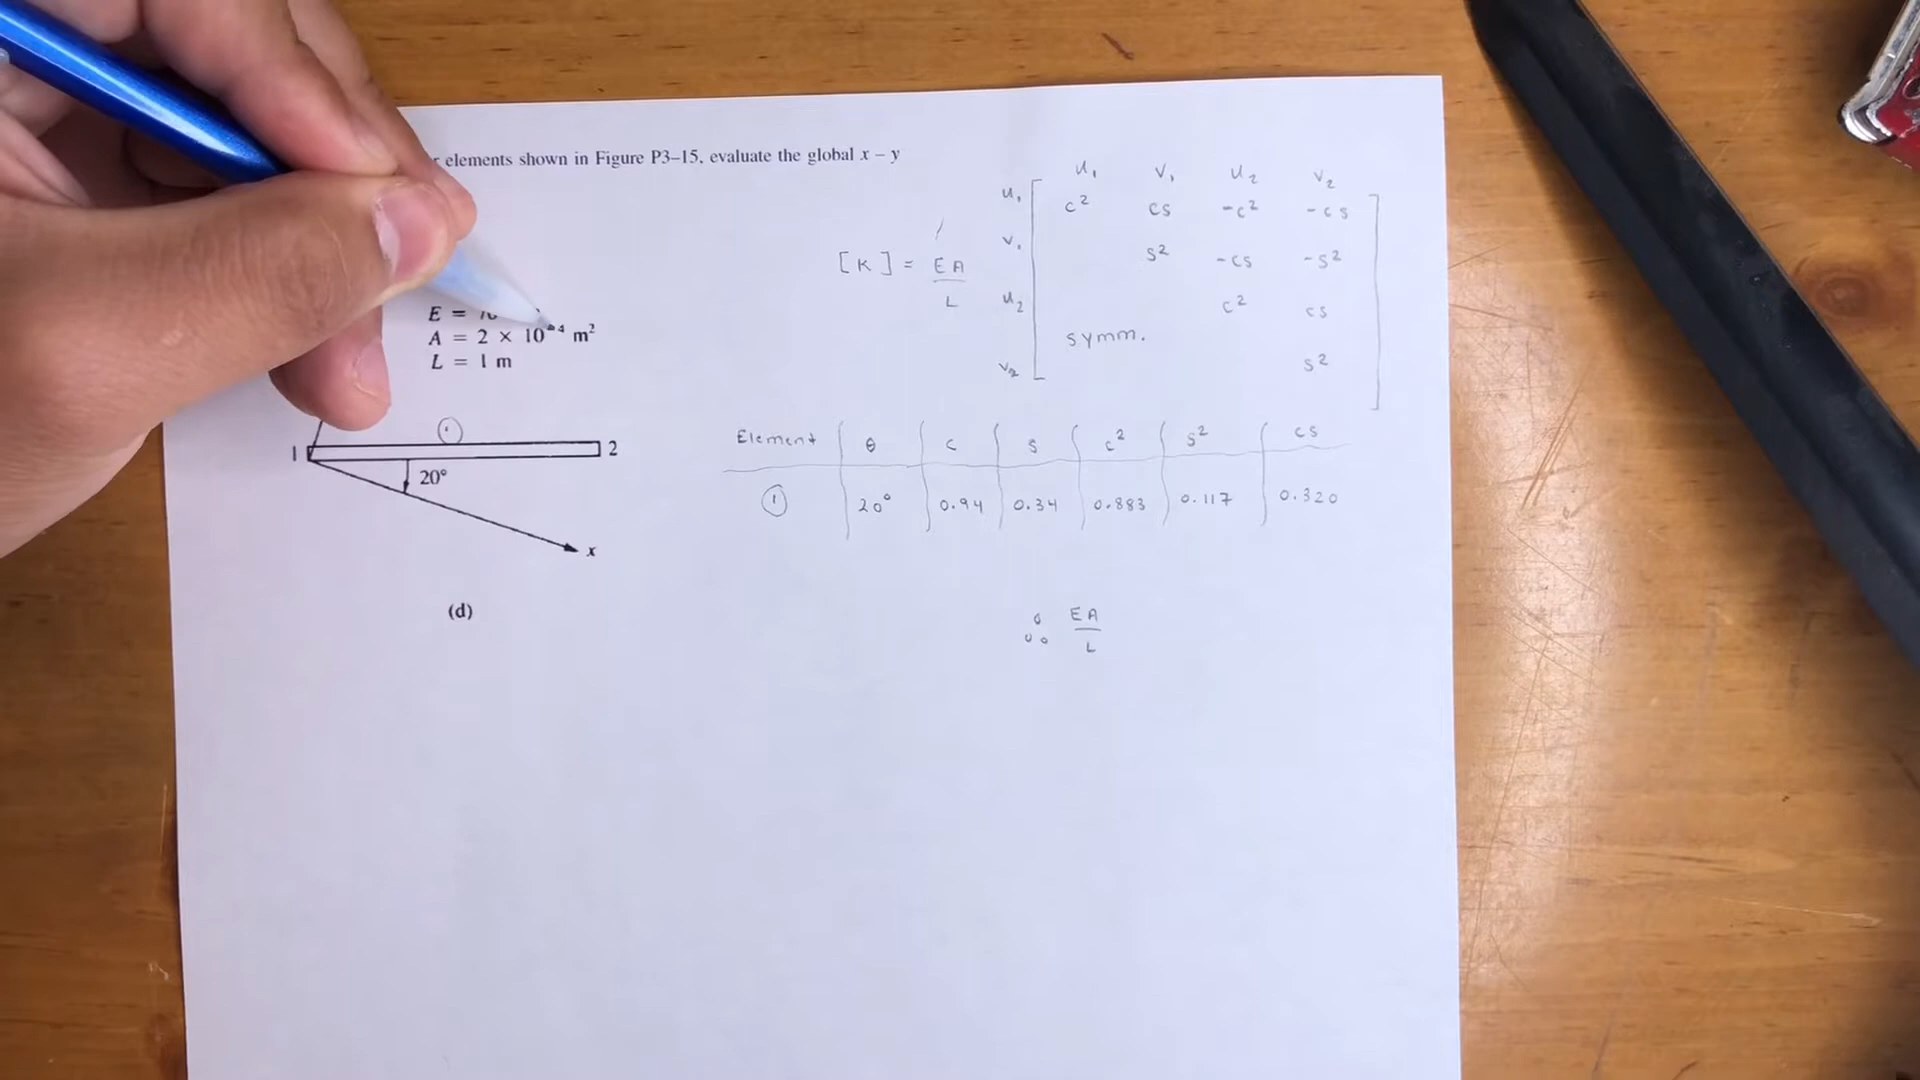 elements shown in Figure P3–15, evaluate the global x – y
E =
A = 2 × 10⁻⁴ m²
L = 1 m
1
1
2
20°
x
(d)
u₁ v₁ u₂ v₂
u₁ c² cs -c² -cs
v₁ s² -cs -s²
[K] = EA
L
u₂ c² cs
symm.
v₂ s²
Element θ c s c² s² cs
1 20° 0.94 0.34 0.883 0.117 0.320
∴ EA
L